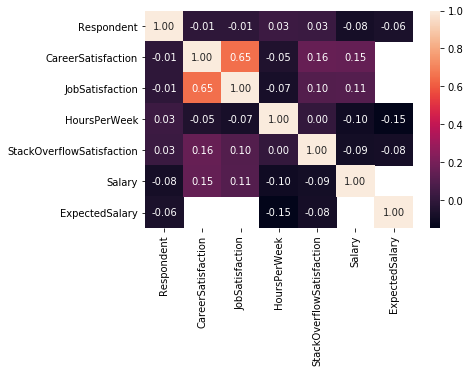 Respondent 1.00 -0.01 -0.01 0.03 0.03 -0.08 -0.06
CareerSatisfaction -0.01 1.00 0.65 -0.05 0.16 0.15
JobSatisfaction -0.01 0.65 1.00 -0.07 0.10 0.11
HoursPerWeek 0.03 -0.05 -0.07 1.00 0.00 -0.10 -0.15
StackOverflowSatisfaction 0.03 0.16 0.10 0.00 1.00 -0.09 -0.08
Salary -0.08 0.15 0.11 -0.10 -0.09 1.00
ExpectedSalary -0.06 -0.15 -0.08 1.00
Respondent
CareerSatisfaction
JobSatisfaction
HoursPerWeek
StackOverflowSatisfaction
Salary
ExpectedSalary
1.0
0.8
0.6
0.4
0.2
0.0